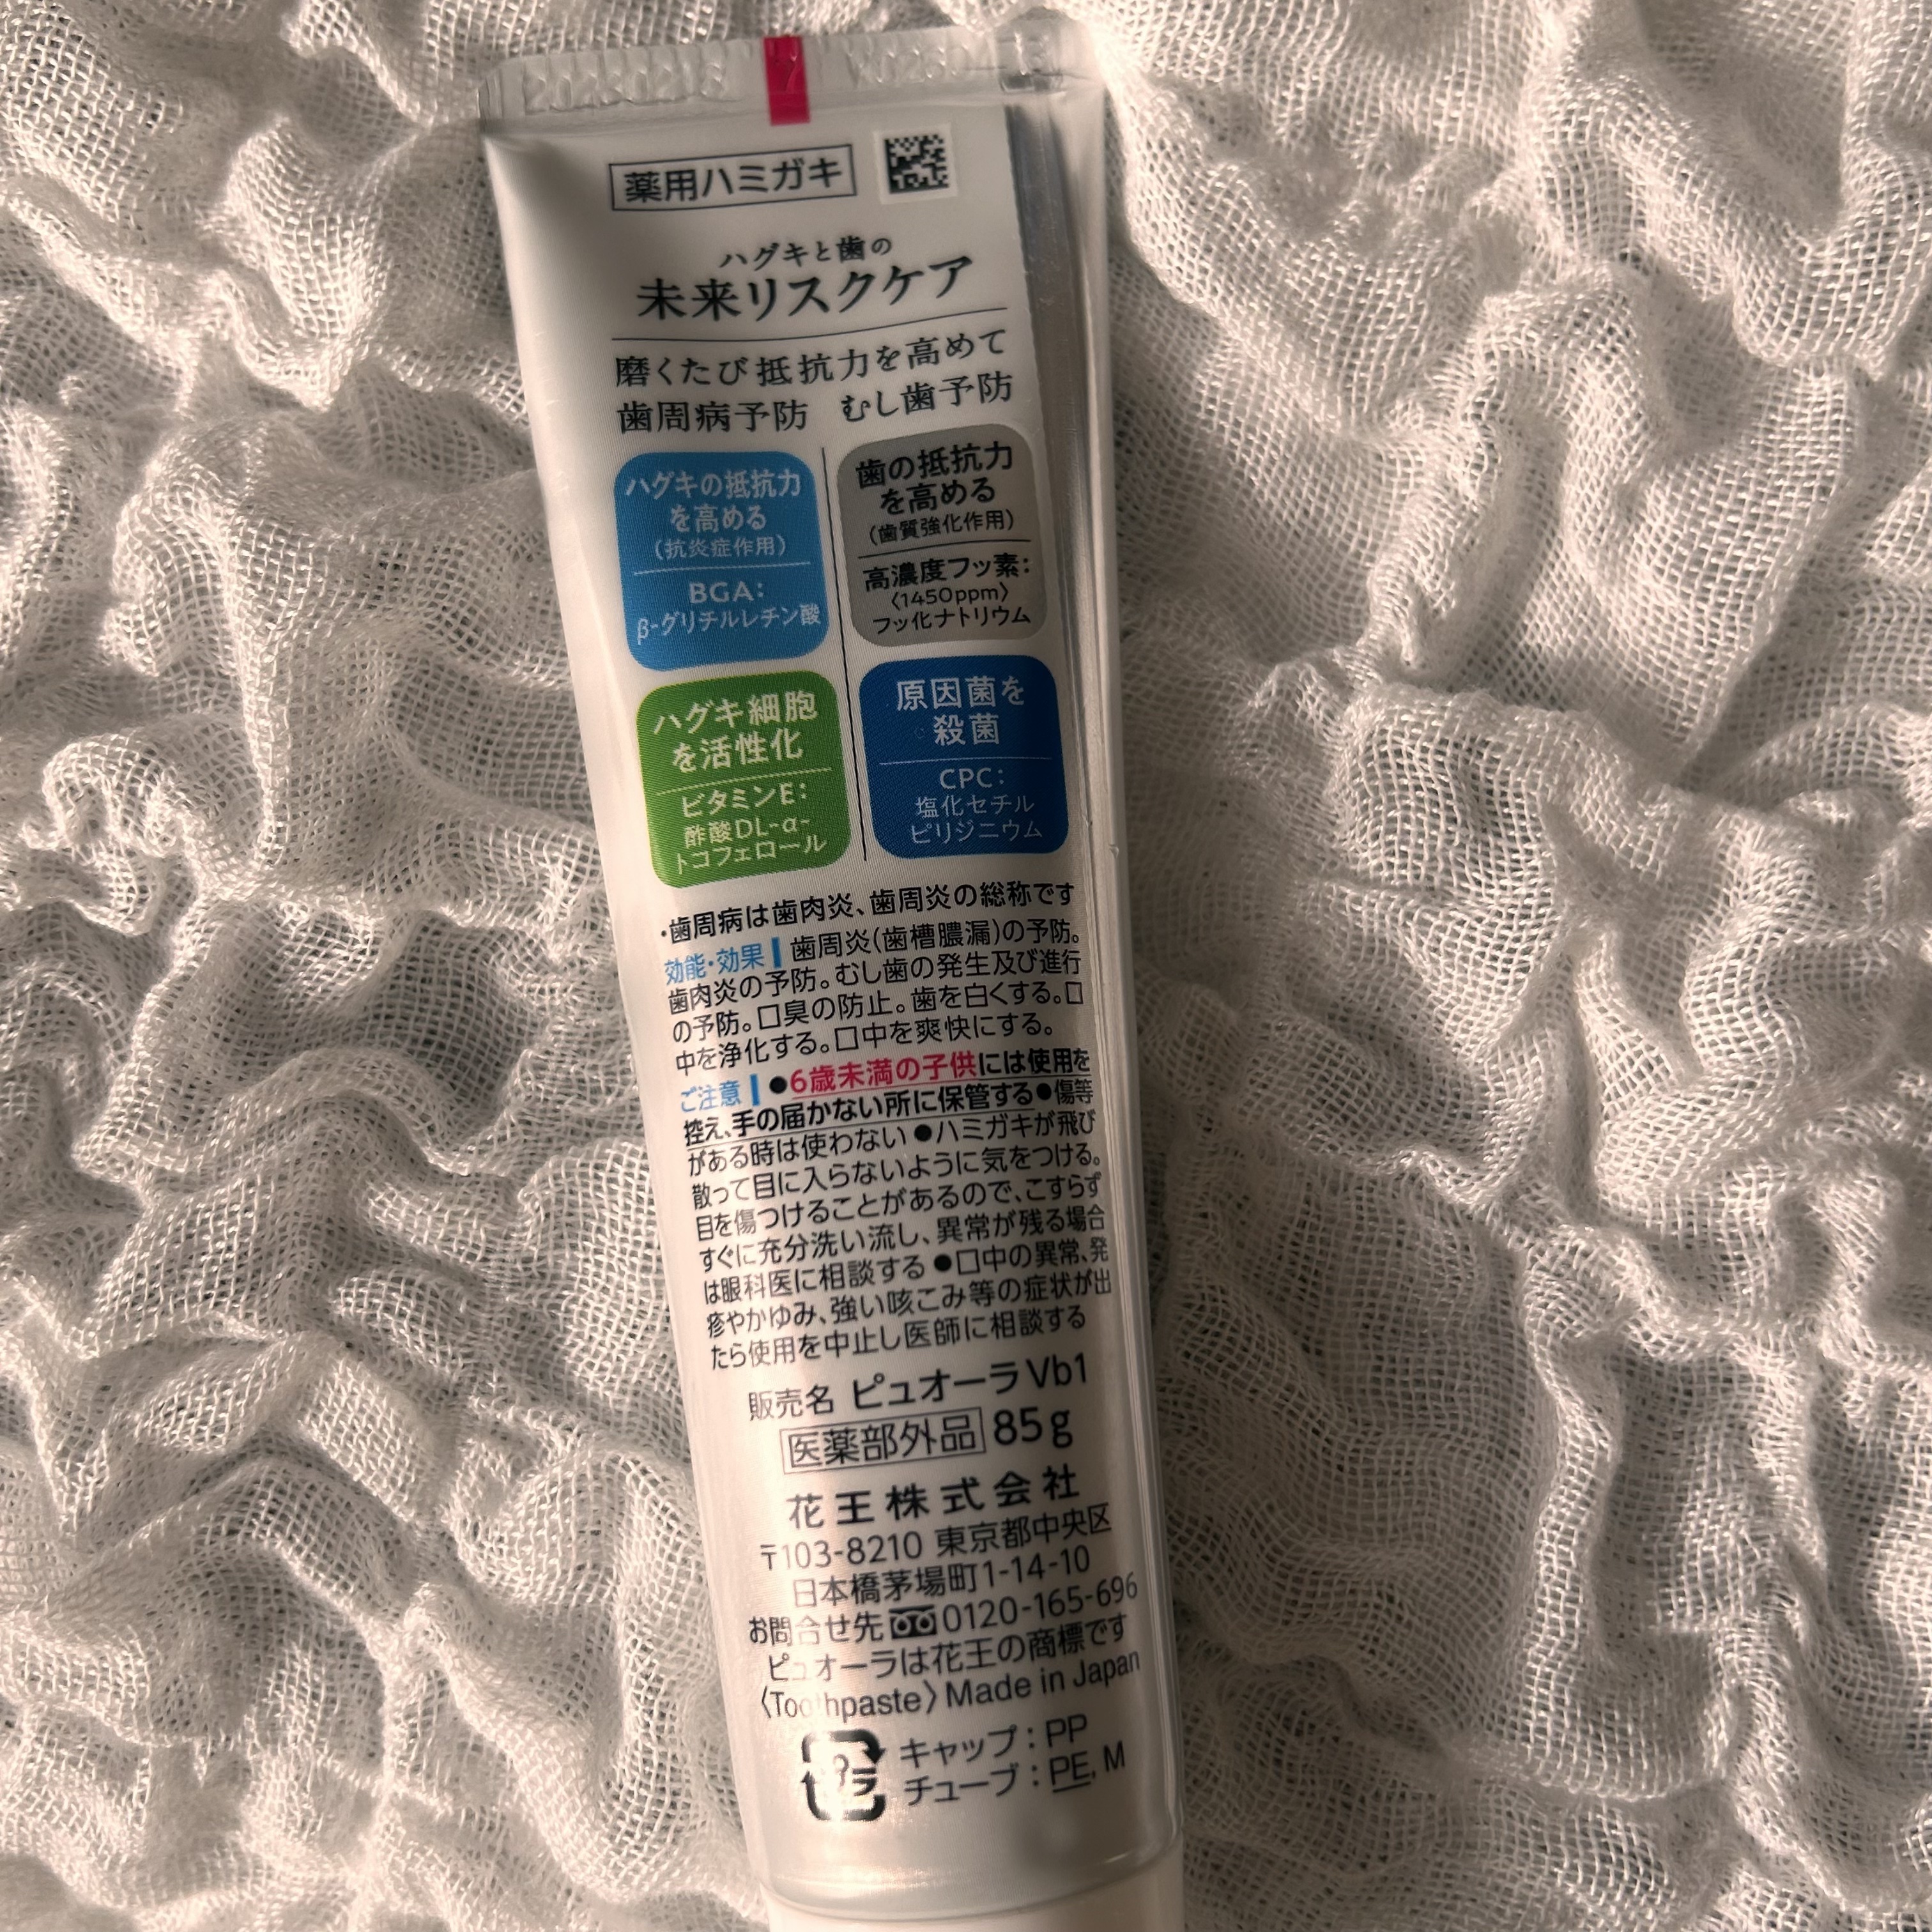 薬用ハミガキ
ハグキと歯の
未来リスクケア
磨くたび抵抗力を高めて
歯周病予防 むし歯予防
ハグキの抵抗力
を高める
(抗炎症作用)
BGA:
β-グリチルレチン酸
歯の抵抗力
を高める
(歯質強化作用)
高濃度フッ素:
〈1450ppm〉
フッ化ナトリウム
ハグキ細胞
を活性化
ビタミンE:
酢酸DL-α-
トコフェロール
原因菌を
殺菌
CPC:
塩化セチル
ピリジニウム
・歯周病は歯肉炎、歯周炎の総称です
効能・効果 歯周炎(歯槽膿漏)の予防。
歯肉炎の予防。むし歯の発生及び進行
の予防。口臭の防止。歯を白くする。口
中を浄化する。口中を爽快にする。
ご注意 ●6歳未満の子供には使用を
控え、手の届かない所に保管する●傷等
がある時は使わない●ハミガキが飛び
散って目に入らないように気をつける。
目を傷つけることがあるので、こすらず
すぐに充分洗い流し、異常が残る場合
は眼科医に相談する●口中の異常、発
疹やかゆみ、強い咳こみ等の症状が出
たら使用を中止し医師に相談する
販売名 ピュオーラVb1
医薬部外品 85g
花王株式会社
〒103-8210 東京都中央区
日本橋茅場町1-14-10
お問合せ先 0120-165-696
ピュオーラは花王の商標です
〈Toothpaste〉Made in Japan
プラ
キャップ:PP
チューブ:PE, M